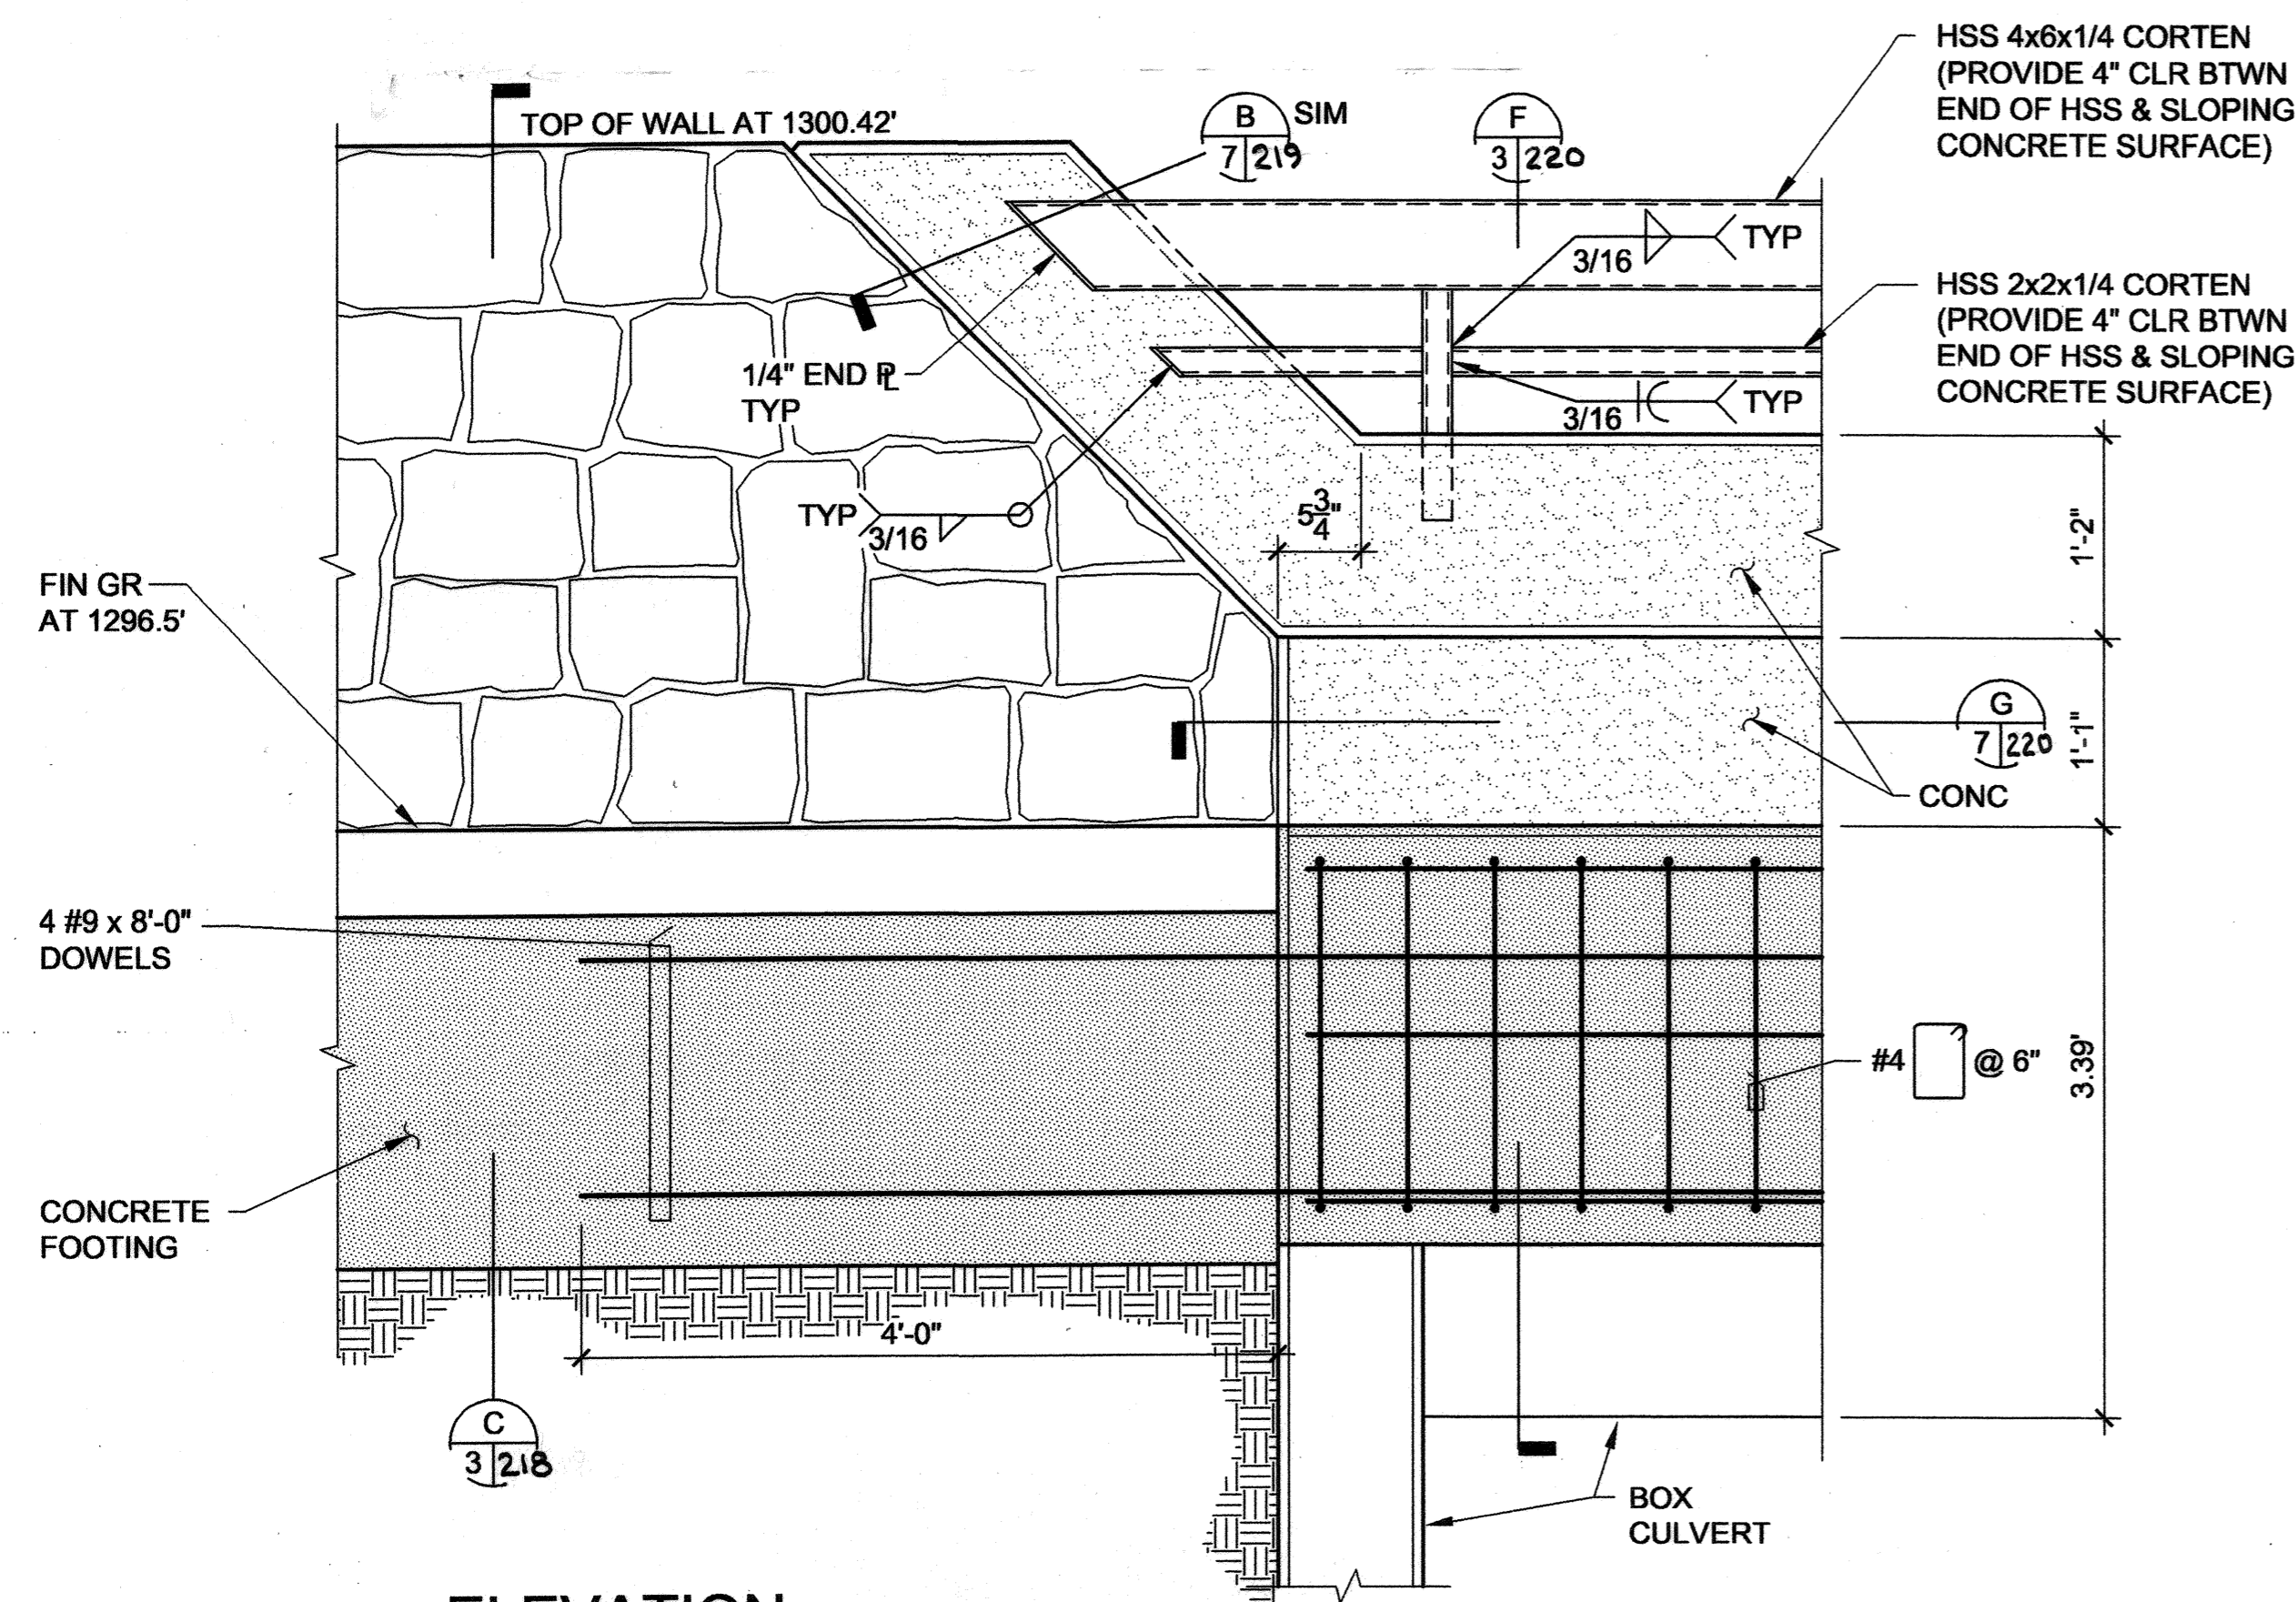 HSS 4x6x1/4 CORTEN
(PROVIDE 4" CLR BTWN
END OF HSS & SLOPING
CONCRETE SURFACE)
TOP OF WALL AT 1300.42'
B
7 219
SIM
F
3 220
3/16
TYP
HSS 2x2x1/4 CORTEN
(PROVIDE 4" CLR BTWN
END OF HSS & SLOPING
CONCRETE SURFACE)
1/4" END ℄
TYP
3/16
TYP
TYP
3/16
5 3/4"
1'-2"
FIN GR
AT 1296.5'
G
7 220
1'-1"
CONC
4 #9 x 8'-0"
DOWELS
#4 @ 6"
3.39'
CONCRETE
FOOTING
4'-0"
C
3 218
BOX
CULVERT
ELEVATION